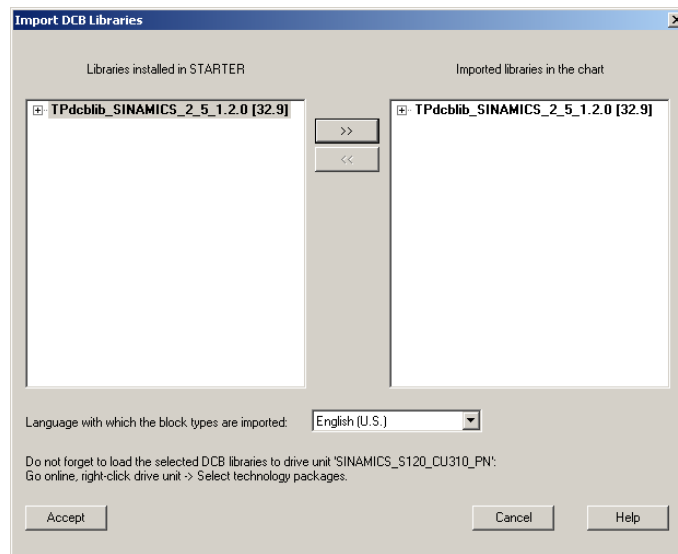 Import DCB Libraries
Libraries installed in STARTER
Imported libraries in the chart
TPdcblib_SINAMICS_2_5_1.2.0 [32.9]
>>
TPdcblib_SINAMICS_2_5_1.2.0 [32.9]
<<
Language with which the block types are imported:
English (U.S.)
Do not forget to load the selected DCB libraries to drive unit 'SINAMICS_S120_CU310_PN':
Go online, right-click drive unit -> Select technology packages.
Accept
Cancel
Help